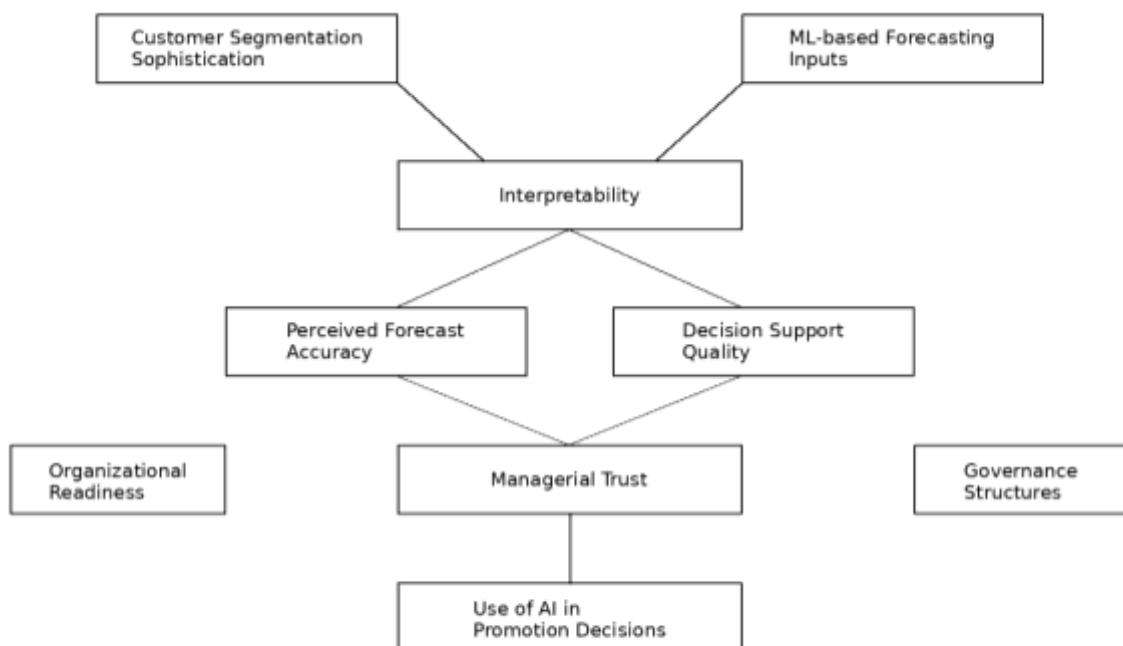 Customer Segmentation
Sophistication
ML-based Forecasting
Inputs
Interpretability
Perceived Forecast
Accuracy
Decision Support
Quality
Organizational
Readiness
Managerial Trust
Governance
Structures
Use of AI in
Promotion Decisions